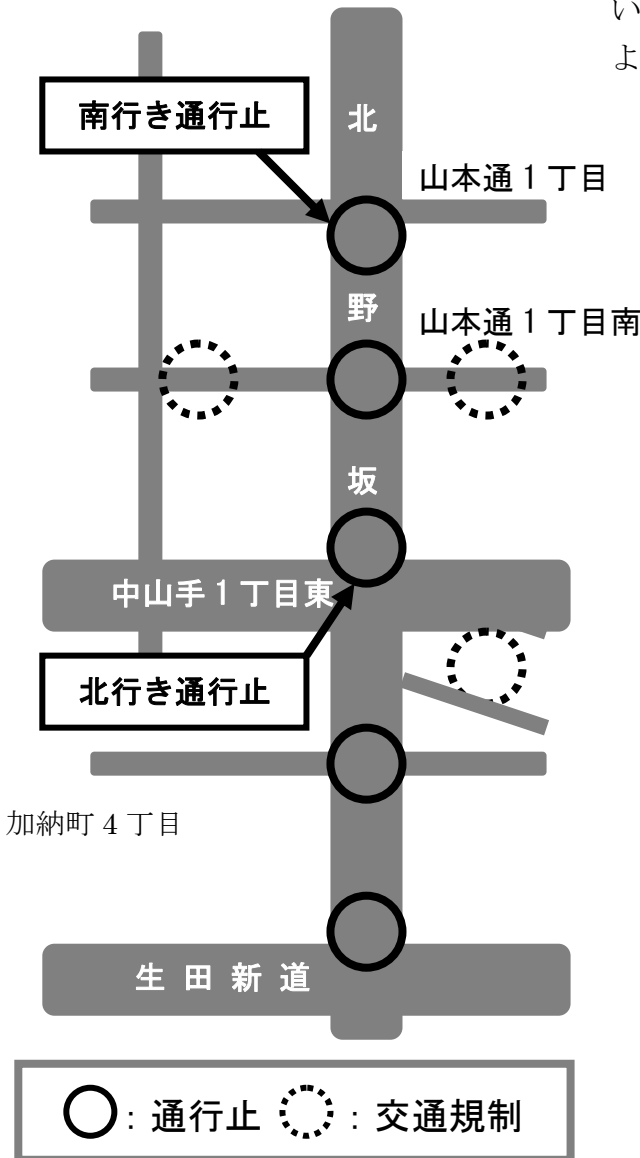 い
よ
南行き通行止
北
山本通１丁目
野
山本通１丁目南
坂
中山手１丁目東
北行き通行止
加納町 4 丁目
生 田 新 道
：通行止 ：交通規制